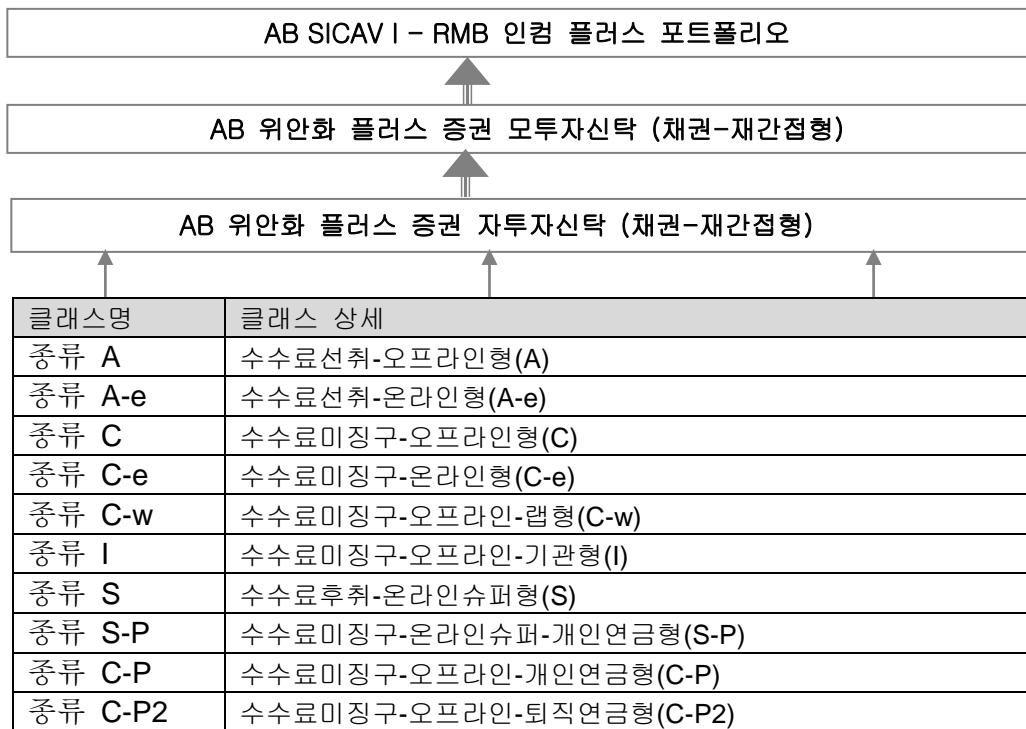 AB SICAV I – RMB 인컴 플러스 포트폴리오
AB 위안화 플러스 증권 모투자신탁 (채권-재간접형)
AB 위안화 플러스 증권 자투자신탁 (채권-재간접형)
클래스명 클래스 상세
종류 A 수수료선취-오프라인형(A)
종류 A-e 수수료선취-온라인형(A-e)
종류 C 수수료미징구-오프라인형(C)
종류 C-e 수수료미징구-온라인형(C-e)
종류 C-w 수수료미징구-오프라인-랩형(C-w)
종류 I 수수료미징구-오프라인-기관형(I)
종류 S 수수료후취-온라인슈퍼형(S)
종류 S-P 수수료미징구-온라인슈퍼-개인연금형(S-P)
종류 C-P 수수료미징구-오프라인-개인연금형(C-P)
종류 C-P2 수수료미징구-오프라인-퇴직연금형(C-P2)